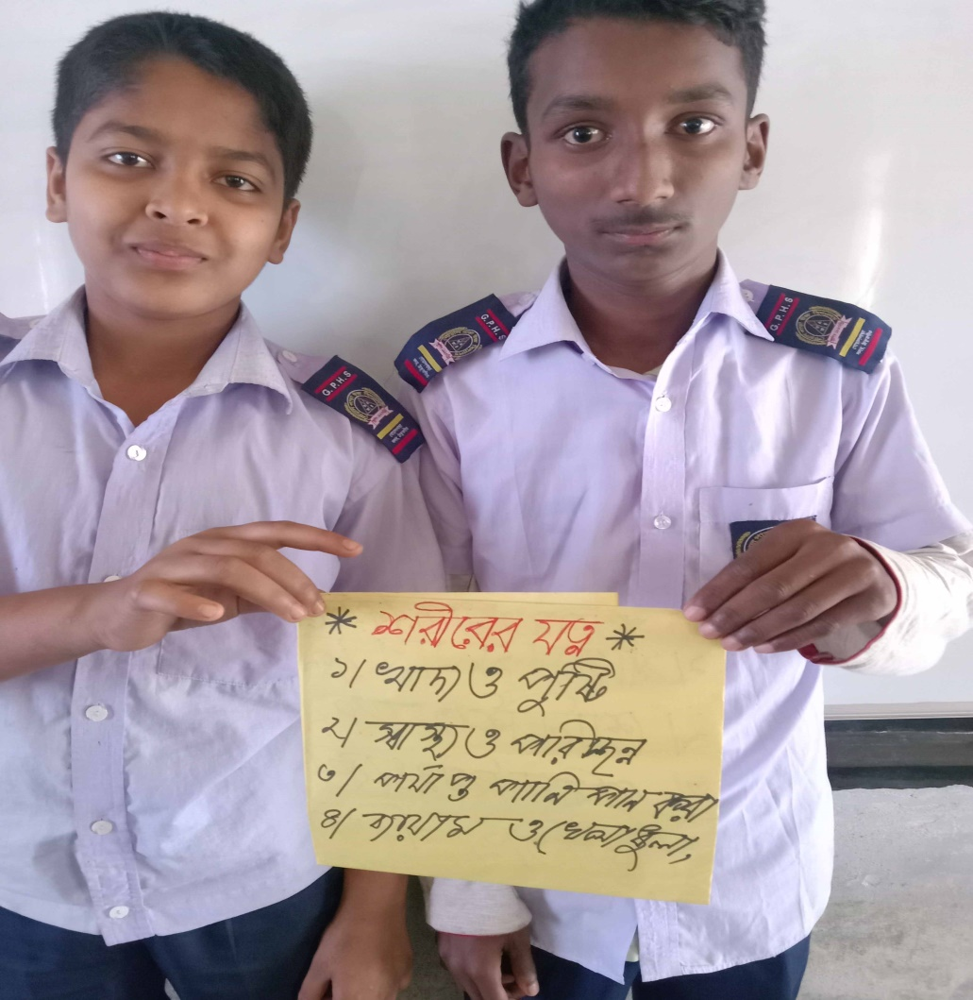 G.P.H.S
G.P.H.S
G.P.H.S
* শরীরের যত্ন *
১। খাদ্য ও পুষ্টি
২। স্বাস্থ্য ও পরিচ্ছন্ন
৩। পর্যাপ্ত পানি পান করা
৪। ব্যায়াম ও খেলাধুলা,